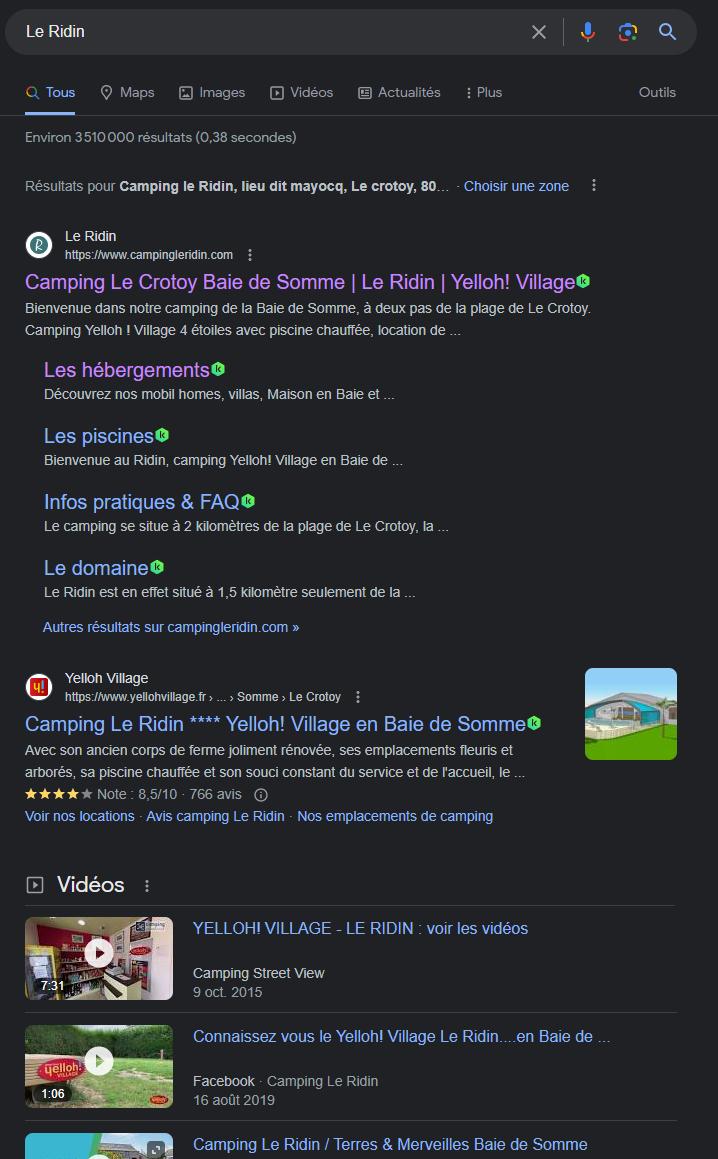 Le Ridin
Tous
Maps
Images
Vidéos
Actualités
Plus
Outils
Environ 3 510 000 résultats (0,38 secondes)
Résultats pour Camping le Ridin, lieu dit mayocq, Le crotoy, 80... · Choisir une zone
Le Ridin
https://www.campingleridin.com
Camping Le Crotoy Baie de Somme | Le Ridin | Yelloh! Village
Bienvenue dans notre camping de la Baie de Somme, à deux pas de la plage de Le Crotoy.
Camping Yelloh ! Village 4 étoiles avec piscine chauffée, location de ...
Les hébergements
Découvrez nos mobil homes, villas, Maison en Baie et ...
Les piscines
Bienvenue au Ridin, camping Yelloh! Village en Baie de ...
Infos pratiques & FAQ
Le camping se situe à 2 kilomètres de la plage de Le Crotoy, la ...
Le domaine
Le Ridin est en effet situé à 1,5 kilomètre seulement de la ...
Autres résultats sur campingleridin.com »
y!
Yelloh Village
https://www.yellohvillage.fr › ... › Somme › Le Crotoy
Camping Le Ridin **** Yelloh! Village en Baie de Somme
Avec son ancien corps de ferme joliment rénovée, ses emplacements fleuris et
arborés, sa piscine chauffée et son souci constant du service et de l'accueil, le ...
Note : 8,5/10 · 766 avis
Voir nos locations · Avis camping Le Ridin · Nos emplacements de camping
Vidéos
7:31
YELLOH! VILLAGE - LE RIDIN : voir les vidéos
Camping Street View
9 oct. 2015
yelloh!
VILLAGE
1:06
Connaissez vous le Yelloh! Village Le Ridin....en Baie de ...
Facebook · Camping Le Ridin
16 août 2019
Camping Le Ridin / Terres & Merveilles Baie de Somme